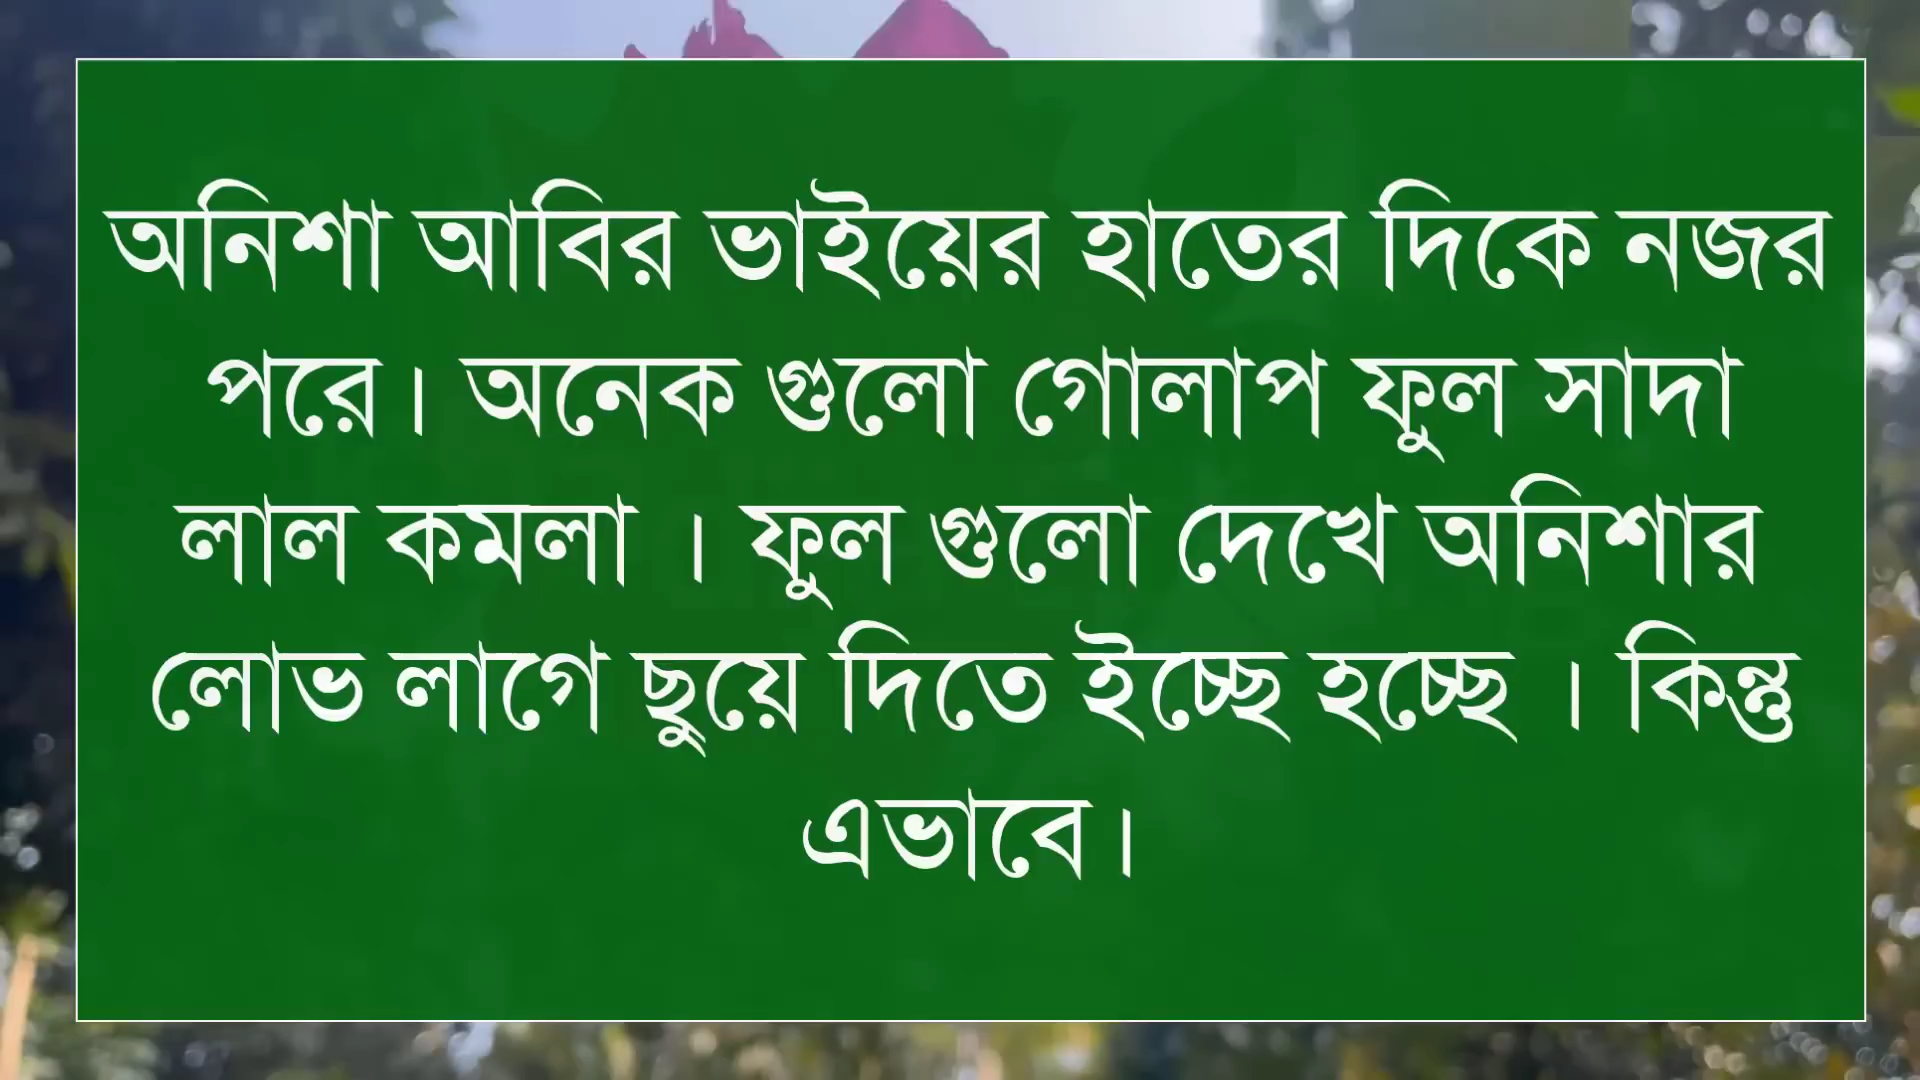 অনিশা আবির ভাইয়ের হাতের দিকে নজর
পরে। অনেক গুলো গোলাপ ফুল সাদা
লাল কমলা । ফুল গুলো দেখে অনিশার
লোভ লাগে ছুয়ে দিতে ইচ্ছে হচ্ছে । কিন্তু
এভাবে।